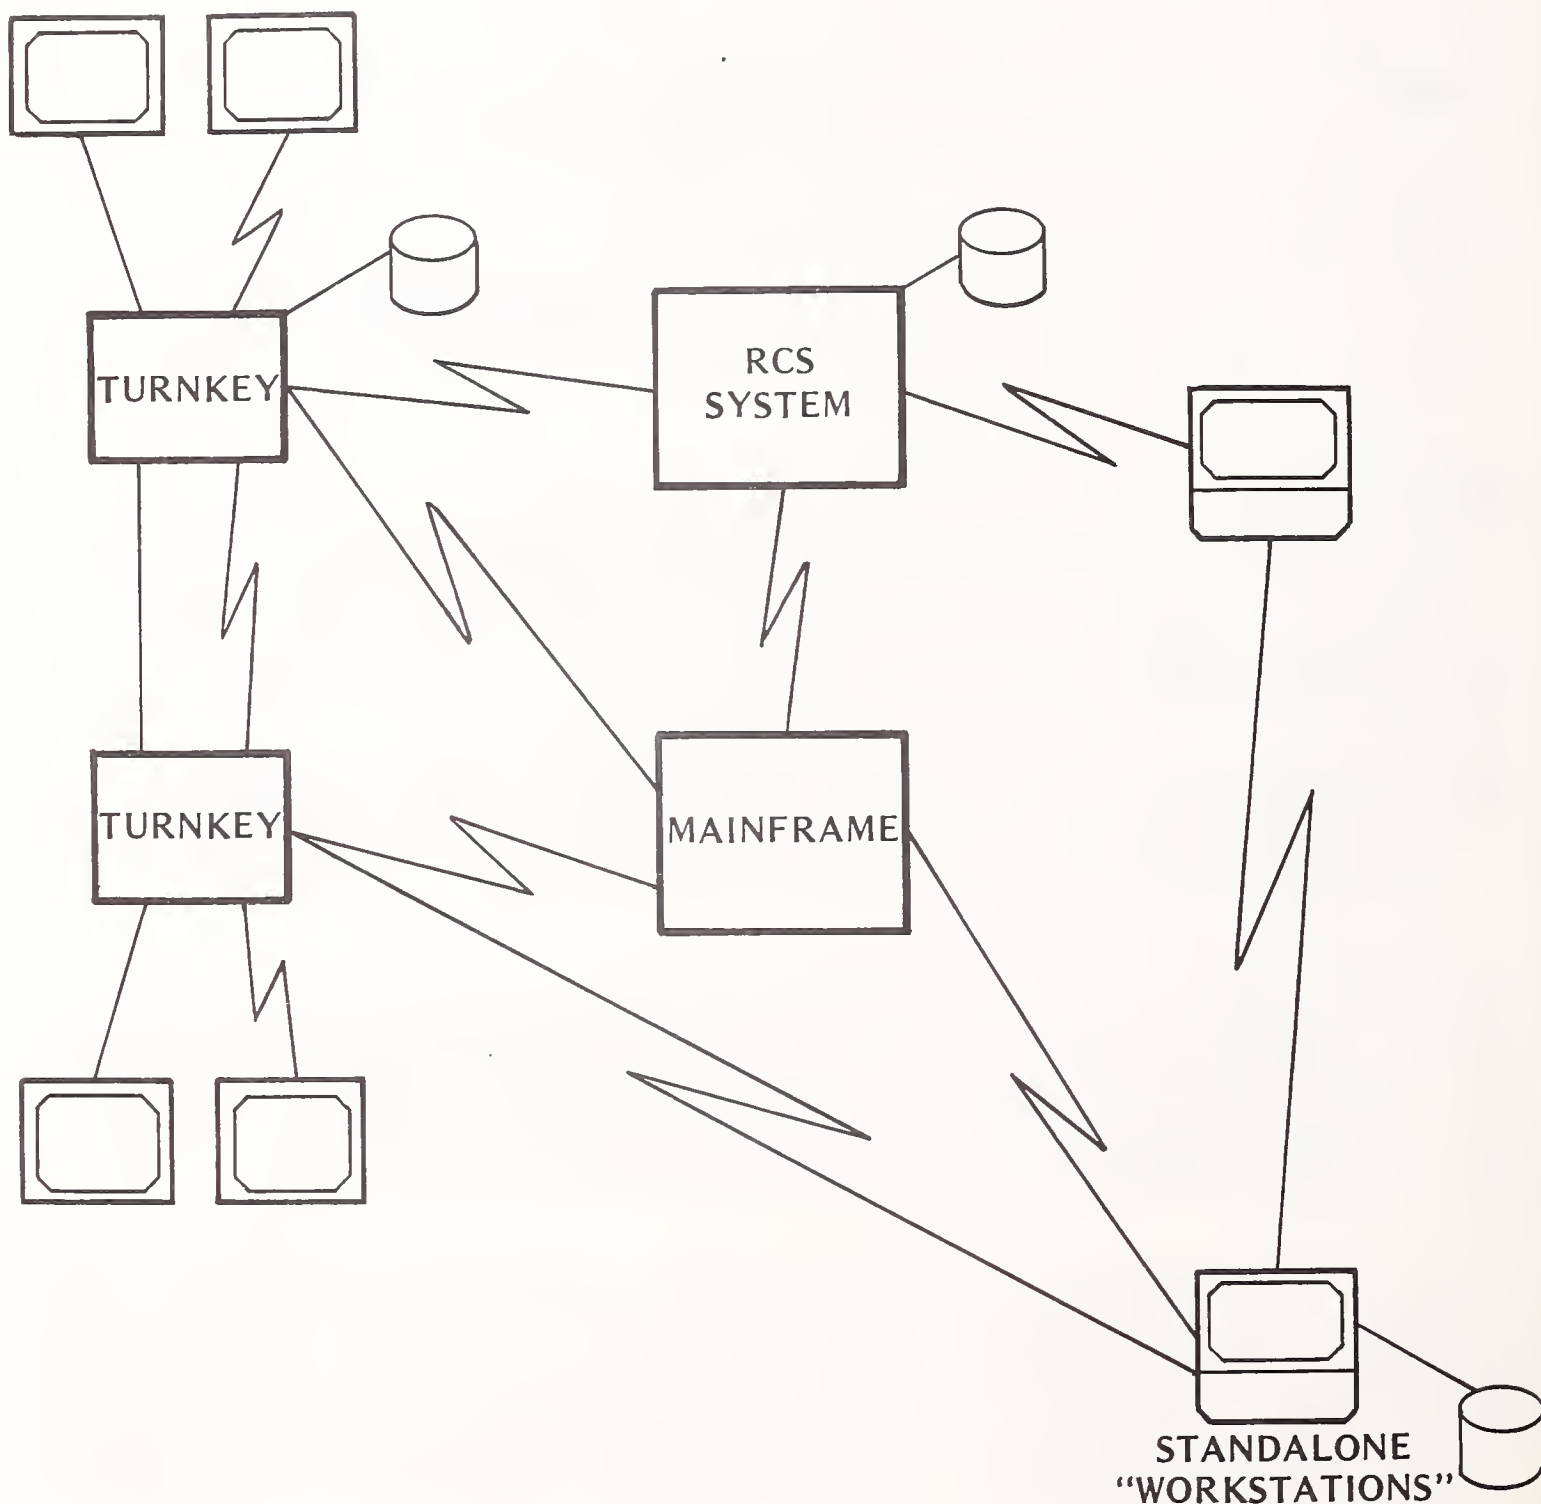 TURNKEY
RCS
SYSTEM
TURNKEY
MAINFRAME
STANDALONE
"WORKSTATIONS"